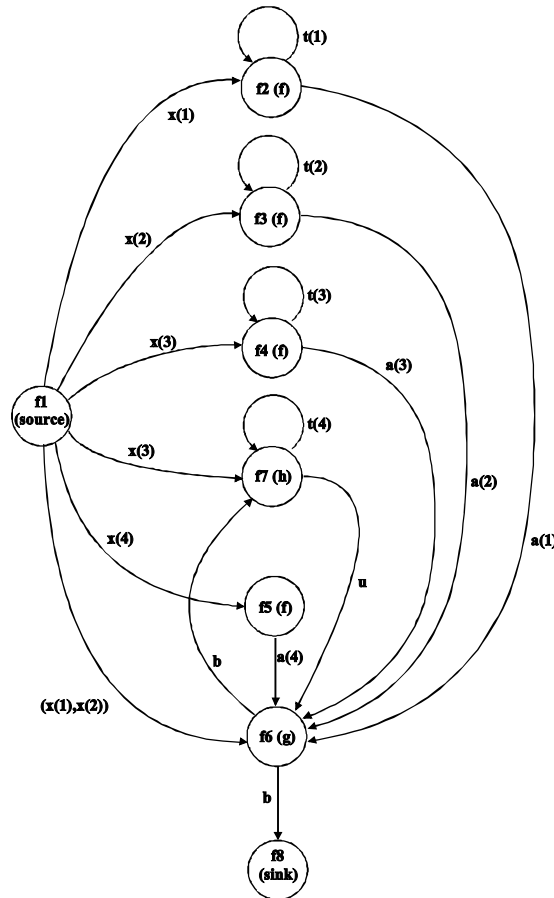 t(1)
f2 (f)
x(1)
t(2)
f3 (f)
x(2)
t(3)
x(3)
f4 (f)
a(3)
f1
(source)
t(4)
x(3)
f7 (h)
a(2)
x(4)
a(1)
u
f5 (f)
b
a(4)
(x(1),x(2))
f6 (g)
b
f8
(sink)